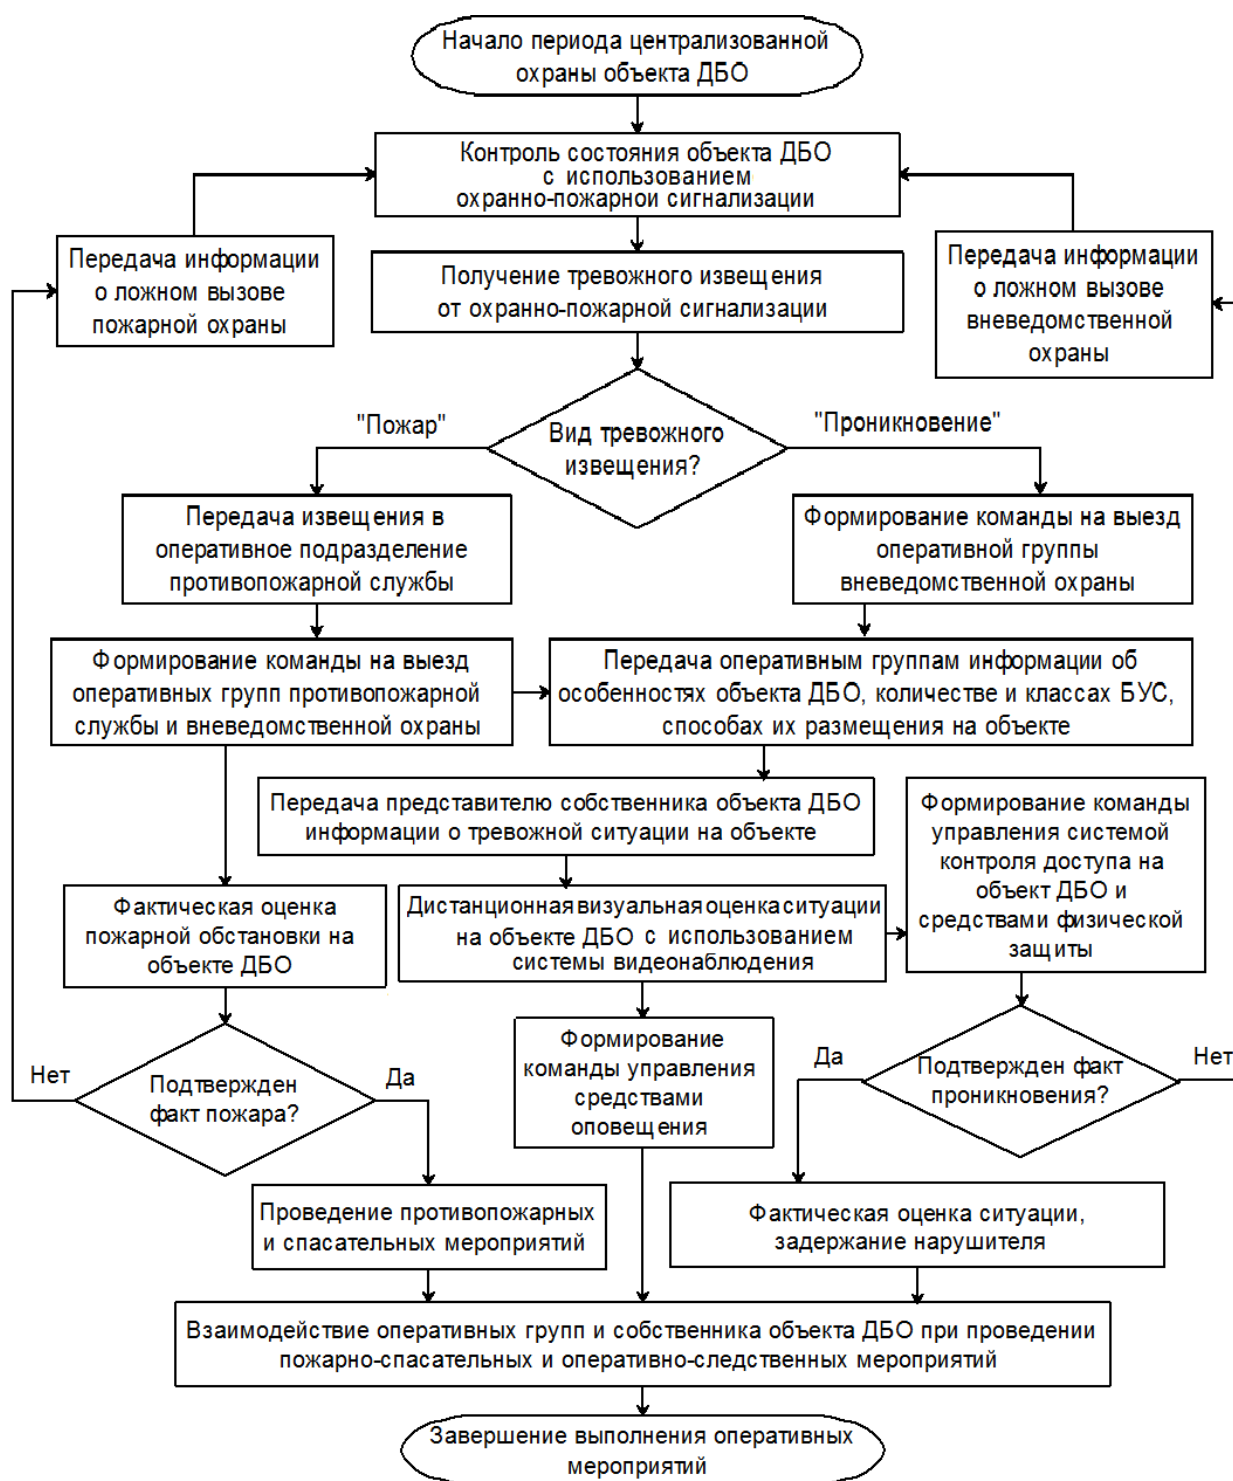 Начало периода централизованной
охраны объекта ДБО
Контроль состояния объекта ДБО
с использованием
охранно-пожарной сигнализации
Передача информации
о ложном вызове
пожарной охраны
Получение тревожного извещения
от охранно-пожарной сигнализации
Передача информации
о ложном вызове
вневедомственной
охраны
"Пожар"
Вид тревожного
извещения?
"Проникновение"
Передача извещения в
оперативное подразделение
противопожарной службы
Формирование команды на выезд
оперативной группы
вневедомственной охраны
Формирование команды на выезд
оперативных групп противопожарной
службы и вневедомственной охраны
Передача оперативным группам информации об
особенностях объекта ДБО, количестве и классах БУС,
способах их размещения на объекте
Передача представителю собственника объекта ДБО
информации о тревожной ситуации на объекте
Формирование команды
управления системой
контроля доступа на
объект ДБО и
средствами физической
защиты
Фактическая оценка
пожарной обстановки на
объекте ДБО
Дистанционная визуальная оценка ситуации
на объекте ДБО с использованием
системы видеонаблюдения
Формирование
команды управления
средствами
оповещения
Нет
Подтвержден
факт пожара?
Да
Да
Подтвержден факт
проникновения?
Нет
Проведение противопожарных
и спасательных мероприятий
Фактическая оценка ситуации,
задержание нарушителя
Взаимодействие оперативных групп и собственника объекта ДБО при проведении
пожарно-спасательных и оперативно-следственных мероприятий
Завершение выполнения оперативных
мероприятий